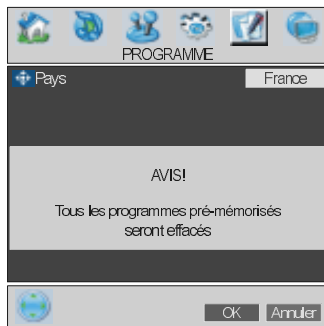 PROGRAMME
Pays France
AVIS!
Tous les programmes pré-mémorisés
seront effacés
OK Annuler